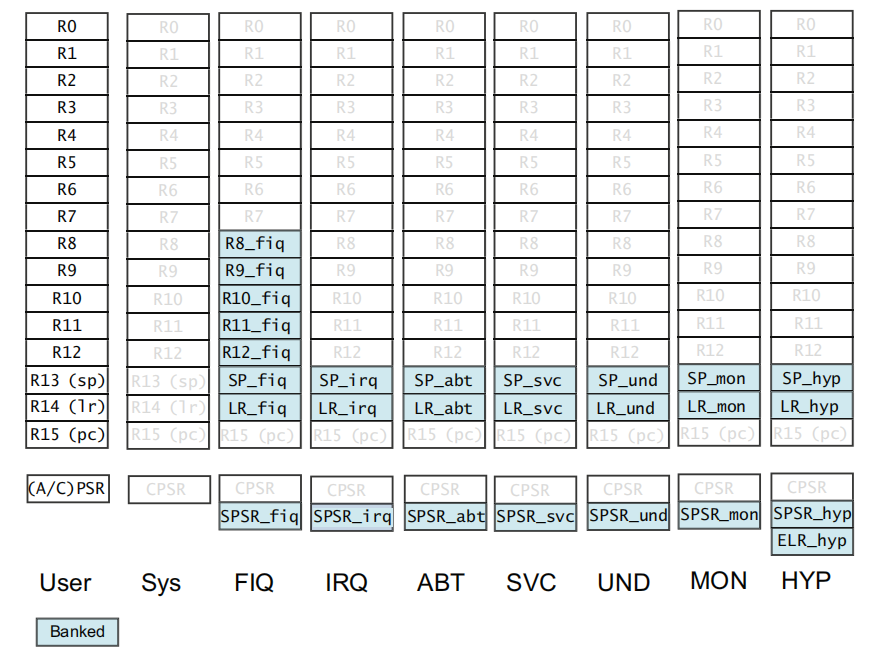 R0 R0 R0 R0 R0 R0 R0 R0 R0
R1 R1 R1 R1 R1 R1 R1 R1 R1
R2 R2 R2 R2 R2 R2 R2 R2 R2
R3 R3 R3 R3 R3 R3 R3 R3 R3
R4 R4 R4 R4 R4 R4 R4 R4 R4
R5 R5 R5 R5 R5 R5 R5 R5 R5
R6 R6 R6 R6 R6 R6 R6 R6 R6
R7 R7 R7 R7 R7 R7 R7 R7 R7
R8 R8 R8_fiq R8 R8 R8 R8 R8 R8
R9 R9 R9_fiq R9 R9 R9 R9 R9 R9
R10 R10 R10_fiq R10 R10 R10 R10 R10 R10
R11 R11 R11_fiq R11 R11 R11 R11 R11 R11
R12 R12 R12_fiq R12 R12 R12 R12 R12 R12
R13 (sp) R13 (sp) SP_fiq SP_irq SP_abt SP_svc SP_und SP_mon SP_hyp
R14 (lr) R14 (lr) LR_fiq LR_irq LR_abt LR_svc LR_und LR_mon LR_hyp
R15 (pc) R15 (pc) R15 (pc) R15 (pc) R15 (pc) R15 (pc) R15 (pc) R15 (pc) R15 (pc)
(A/C)PSR CPSR CPSR CPSR CPSR CPSR CPSR CPSR CPSR
SPSR_fiq SPSR_irq SPSR_abt SPSR_svc SPSR_und SPSR_mon SPSR_hyp
ELR_hyp
User Sys FIQ IRQ ABT SVC UND MON HYP
Banked